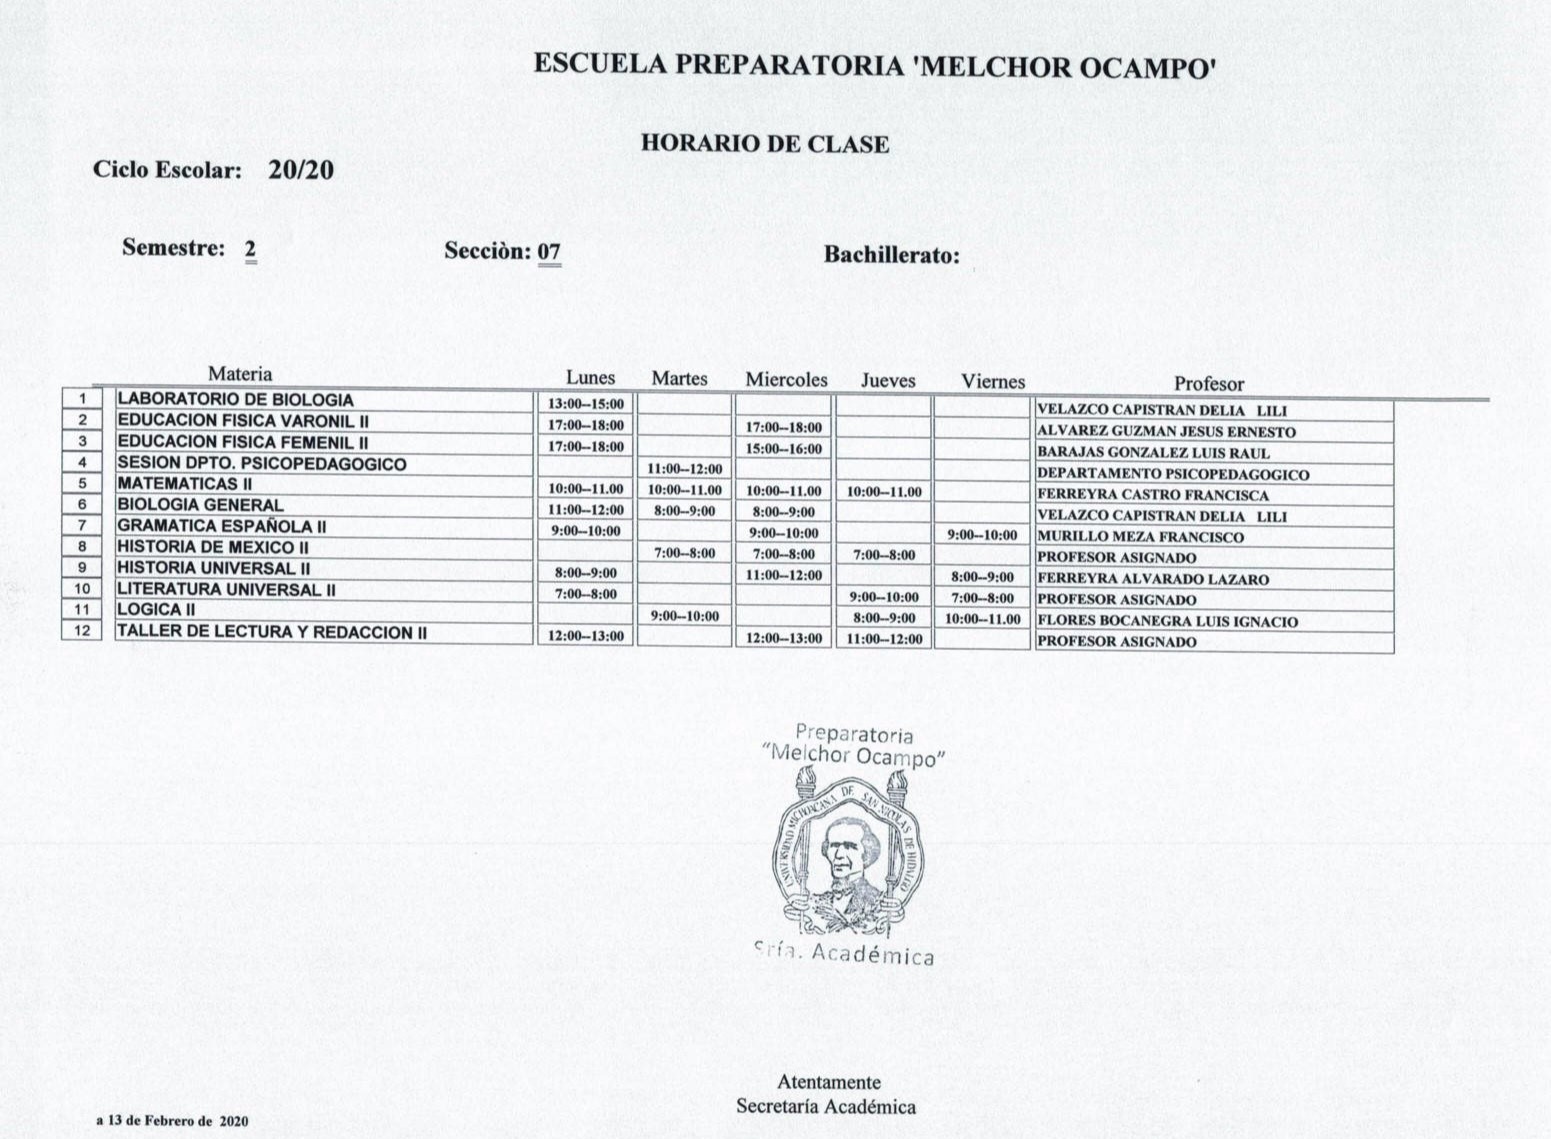 ESCUELA PREPARATORIA 'MELCHOR OCAMPO'
HORARIO DE CLASE
Ciclo Escolar: 20/20
Semestre: 2 Secciòn: 07 Bachillerato:
Materia Lunes Martes Miercoles Jueves Viernes Profesor
1 LABORATORIO DE BIOLOGIA 13:00--15:00 VELAZCO CAPISTRAN DELIA LILI
2 EDUCACION FISICA VARONIL II 17:00--18:00 17:00--18:00 ALVAREZ GUZMAN JESUS ERNESTO
3 EDUCACION FISICA FEMENIL II 17:00--18:00 15:00--16:00 BARAJAS GONZALEZ LUIS RAUL
4 SESION DPTO. PSICOPEDAGOGICO 11:00--12:00 DEPARTAMENTO PSICOPEDAGOGICO
5 MATEMATICAS II 10:00--11.00 10:00--11.00 10:00--11.00 10:00--11.00 FERREYRA CASTRO FRANCISCA
6 BIOLOGIA GENERAL 11:00--12:00 8:00--9:00 8:00--9:00 VELAZCO CAPISTRAN DELIA LILI
7 GRAMATICA ESPAÑOLA II 9:00--10:00 9:00--10:00 9:00--10:00 MURILLO MEZA FRANCISCO
8 HISTORIA DE MEXICO II 7:00--8:00 7:00--8:00 7:00--8:00 PROFESOR ASIGNADO
9 HISTORIA UNIVERSAL II 8:00--9:00 11:00--12:00 8:00--9:00 FERREYRA ALVARADO LAZARO
10 LITERATURA UNIVERSAL II 7:00--8:00 9:00--10:00 7:00--8:00 PROFESOR ASIGNADO
11 LOGICA II 9:00--10:00 8:00--9:00 10:00--11.00 FLORES BOCANEGRA LUIS IGNACIO
12 TALLER DE LECTURA Y REDACCION II 12:00--13:00 12:00--13:00 11:00--12:00 PROFESOR ASIGNADO
Preparatoria
"Melchor Ocampo"
UNIVERSIDAD MICHOACANA DE SAN NICOLAS DE HIDALGO
Sría. Académica
Atentamente
Secretaría Académica
a 13 de Febrero de 2020